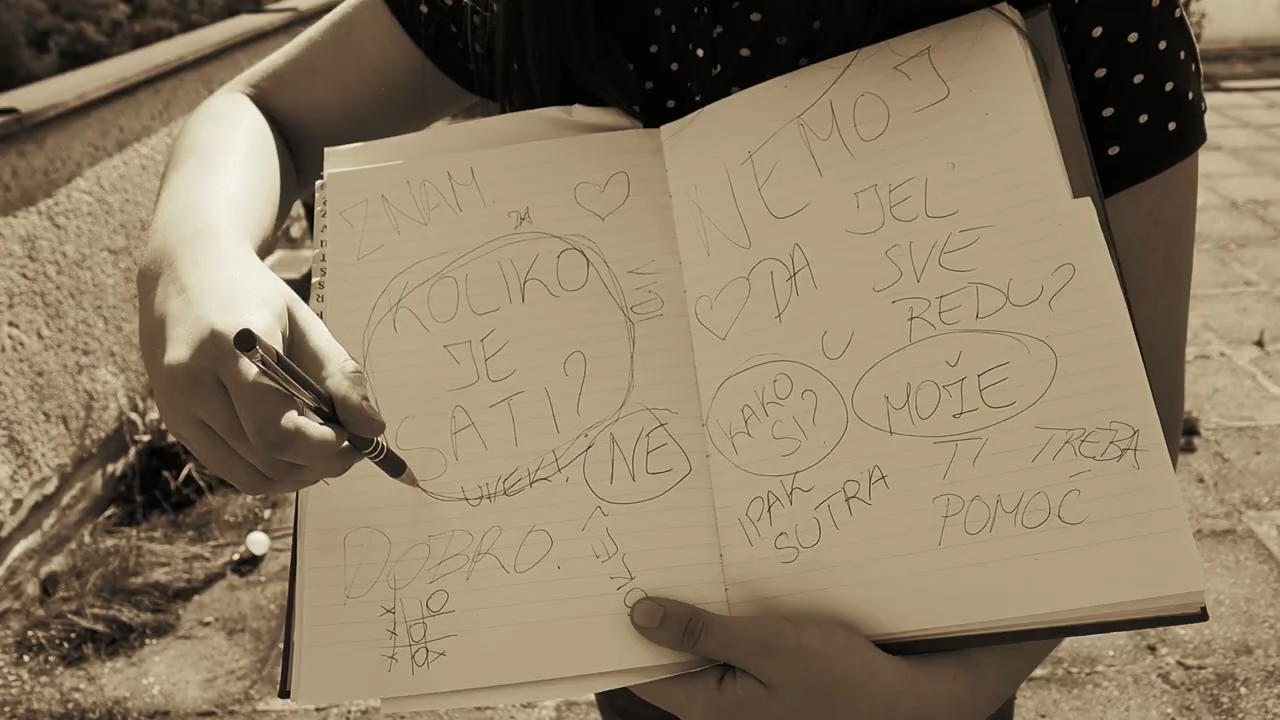 ZNAM.
DA
KOLIKO
JE
SATI?
UVEK!
NE
DOBRO.
NEMOJ
JEL'
SVE
U REDU?
DA
KAKO
SI?
MOŽE
IPAK
SUTRA
TI TREBA
POMOĆ